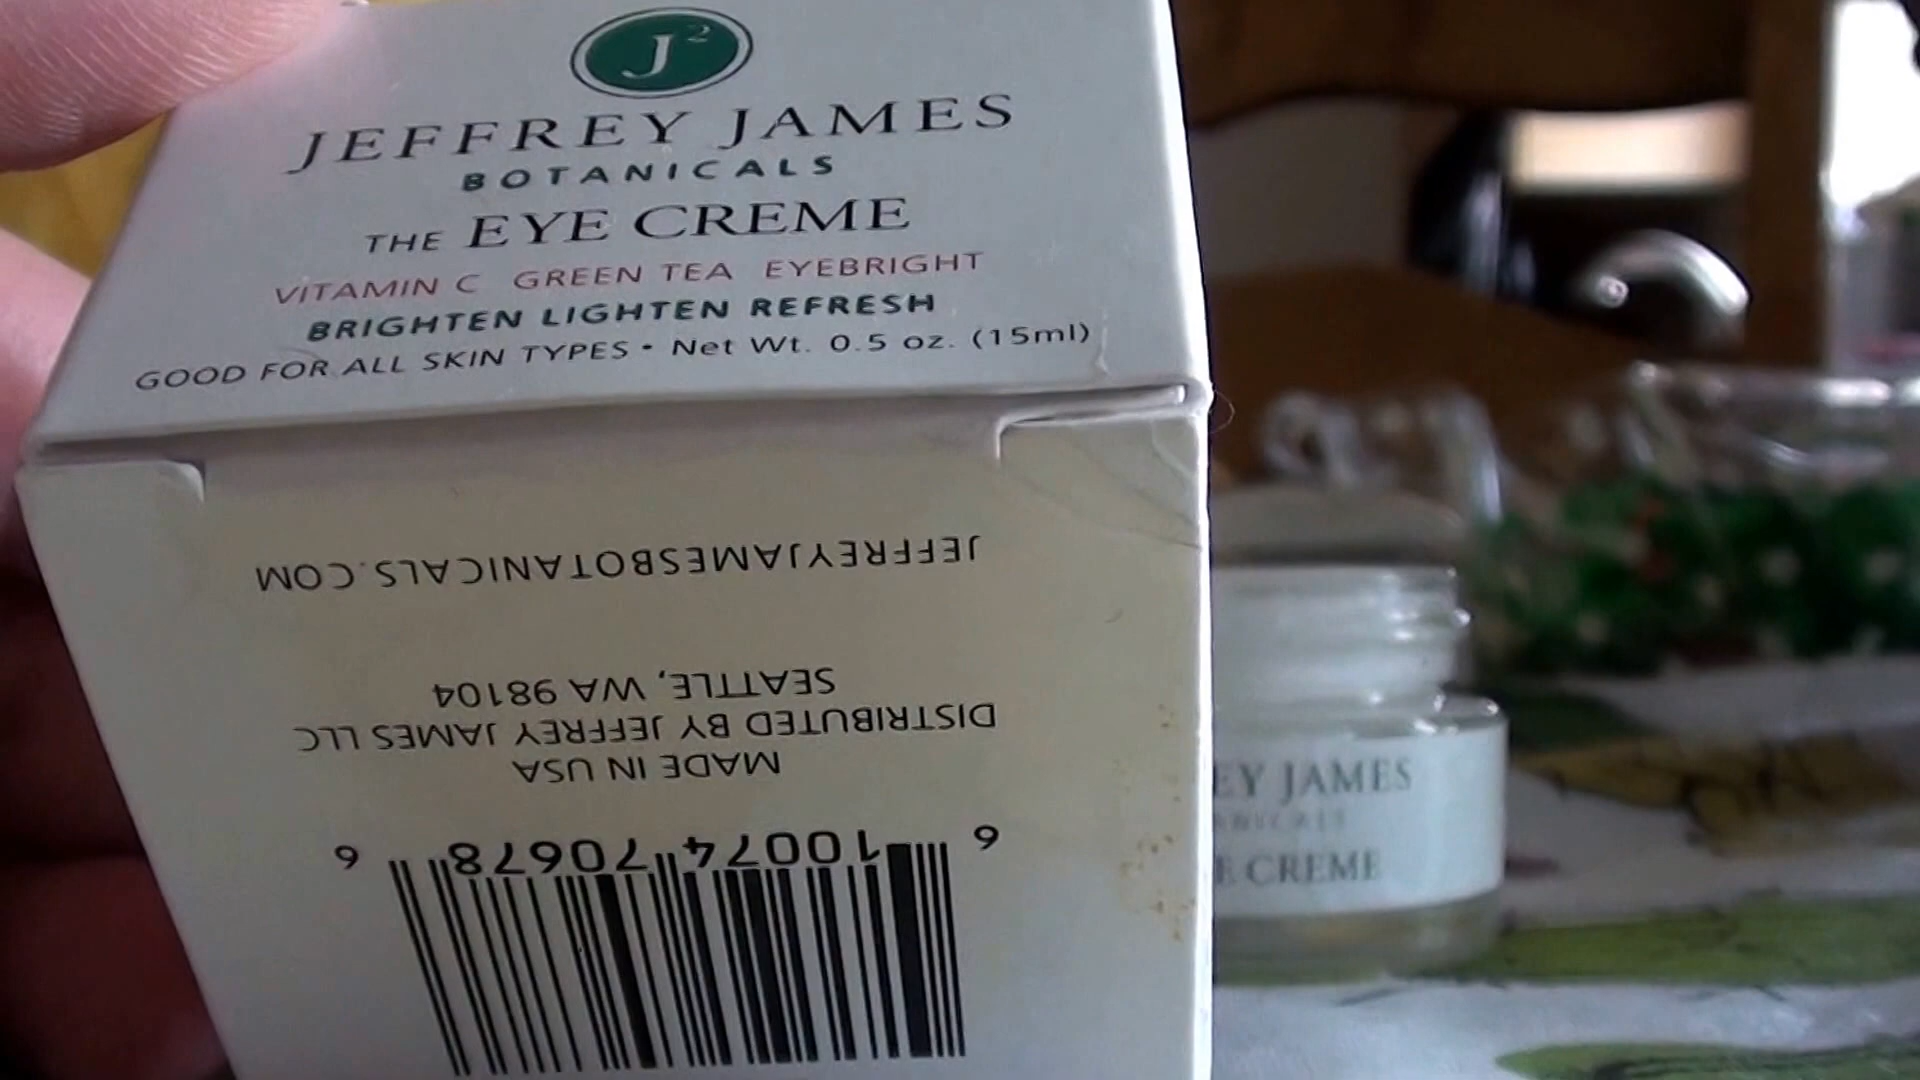 J²
JEFFREY JAMES
BOTANICALS
THE EYE CREME
VITAMIN C GREEN TEA EYEBRIGHT
BRIGHTEN LIGHTEN REFRESH
GOOD FOR ALL SKIN TYPES • Net Wt. 0.5 oz. (15ml)
6 10074 70678 6
MADE IN USA
DISTRIBUTED BY JEFFREY JAMES LLC
SEATTLE, WA 98104
JEFFREYJAMESBOTANICALS.COM
EY JAMES
E CREME